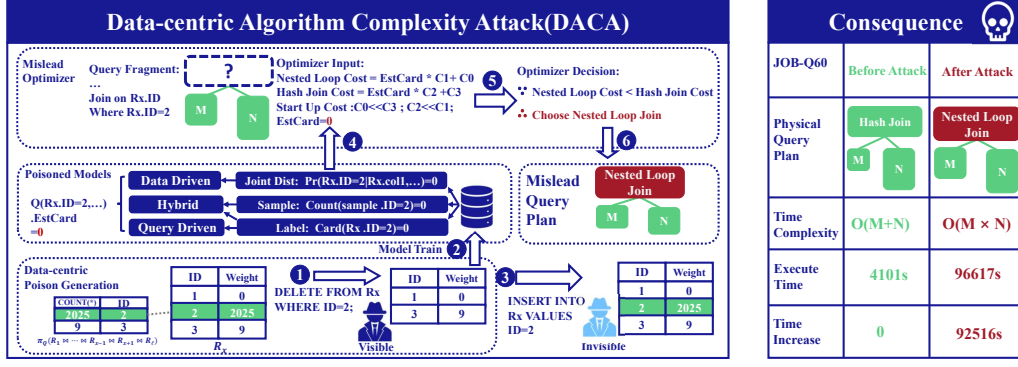 Data-centric Algorithm Complexity Attack(DACA)
Mislead
Optimizer
Query Fragment:
...
Join on Rx.ID
Where Rx.ID=2
?
M
N
Optimizer Input:
Nested Loop Cost = EstCard * C1+ C0
Hash Join Cost = EstCard * C2 +C3
Start Up Cost :C0<<C3 ; C2<<C1;
EstCard=0
5
Optimizer Decision:
∵ Nested Loop Cost < Hash Join Cost
∴ Choose Nested Loop Join
4
6
Poisoned Models
Q(Rx.ID=2,…)
.EstCard
=0
Data Driven
Joint Dist: Pr(Rx.ID=2|Rx.col1,…)=0
Hybrid
Sample: Count(sample .ID=2)=0
Query Driven
Label: Card(Rx .ID=2)=0
Model Train
2
Mislead
Query
Plan
Nested Loop
Join
M
N
Data-centric
Poison Generation
COUNT(*) ID
2025 2
9 3
π_Q(R_1 ⋈ ⋯ ⋈ R_{x−1} ⋈ R_{x+1} ⋈ R_ℓ)
ID Weight
1 0
2 2025
3 9
R_x
1
DELETE FROM Rx
WHERE ID=2;
Visible
ID Weight
1 0
3 9
3
INSERT INTO
Rx VALUES
ID=2
Invisible
ID Weight
1 0
2 2025
3 9
Consequence
JOB-Q60 Before Attack After Attack
Physical
Query
Plan
Hash Join
M
N
Nested Loop
Join
M
N
Time
Complexity
O(M+N) O(M × N)
Execute
Time
4101s 96617s
Time
Increase
0 92516s